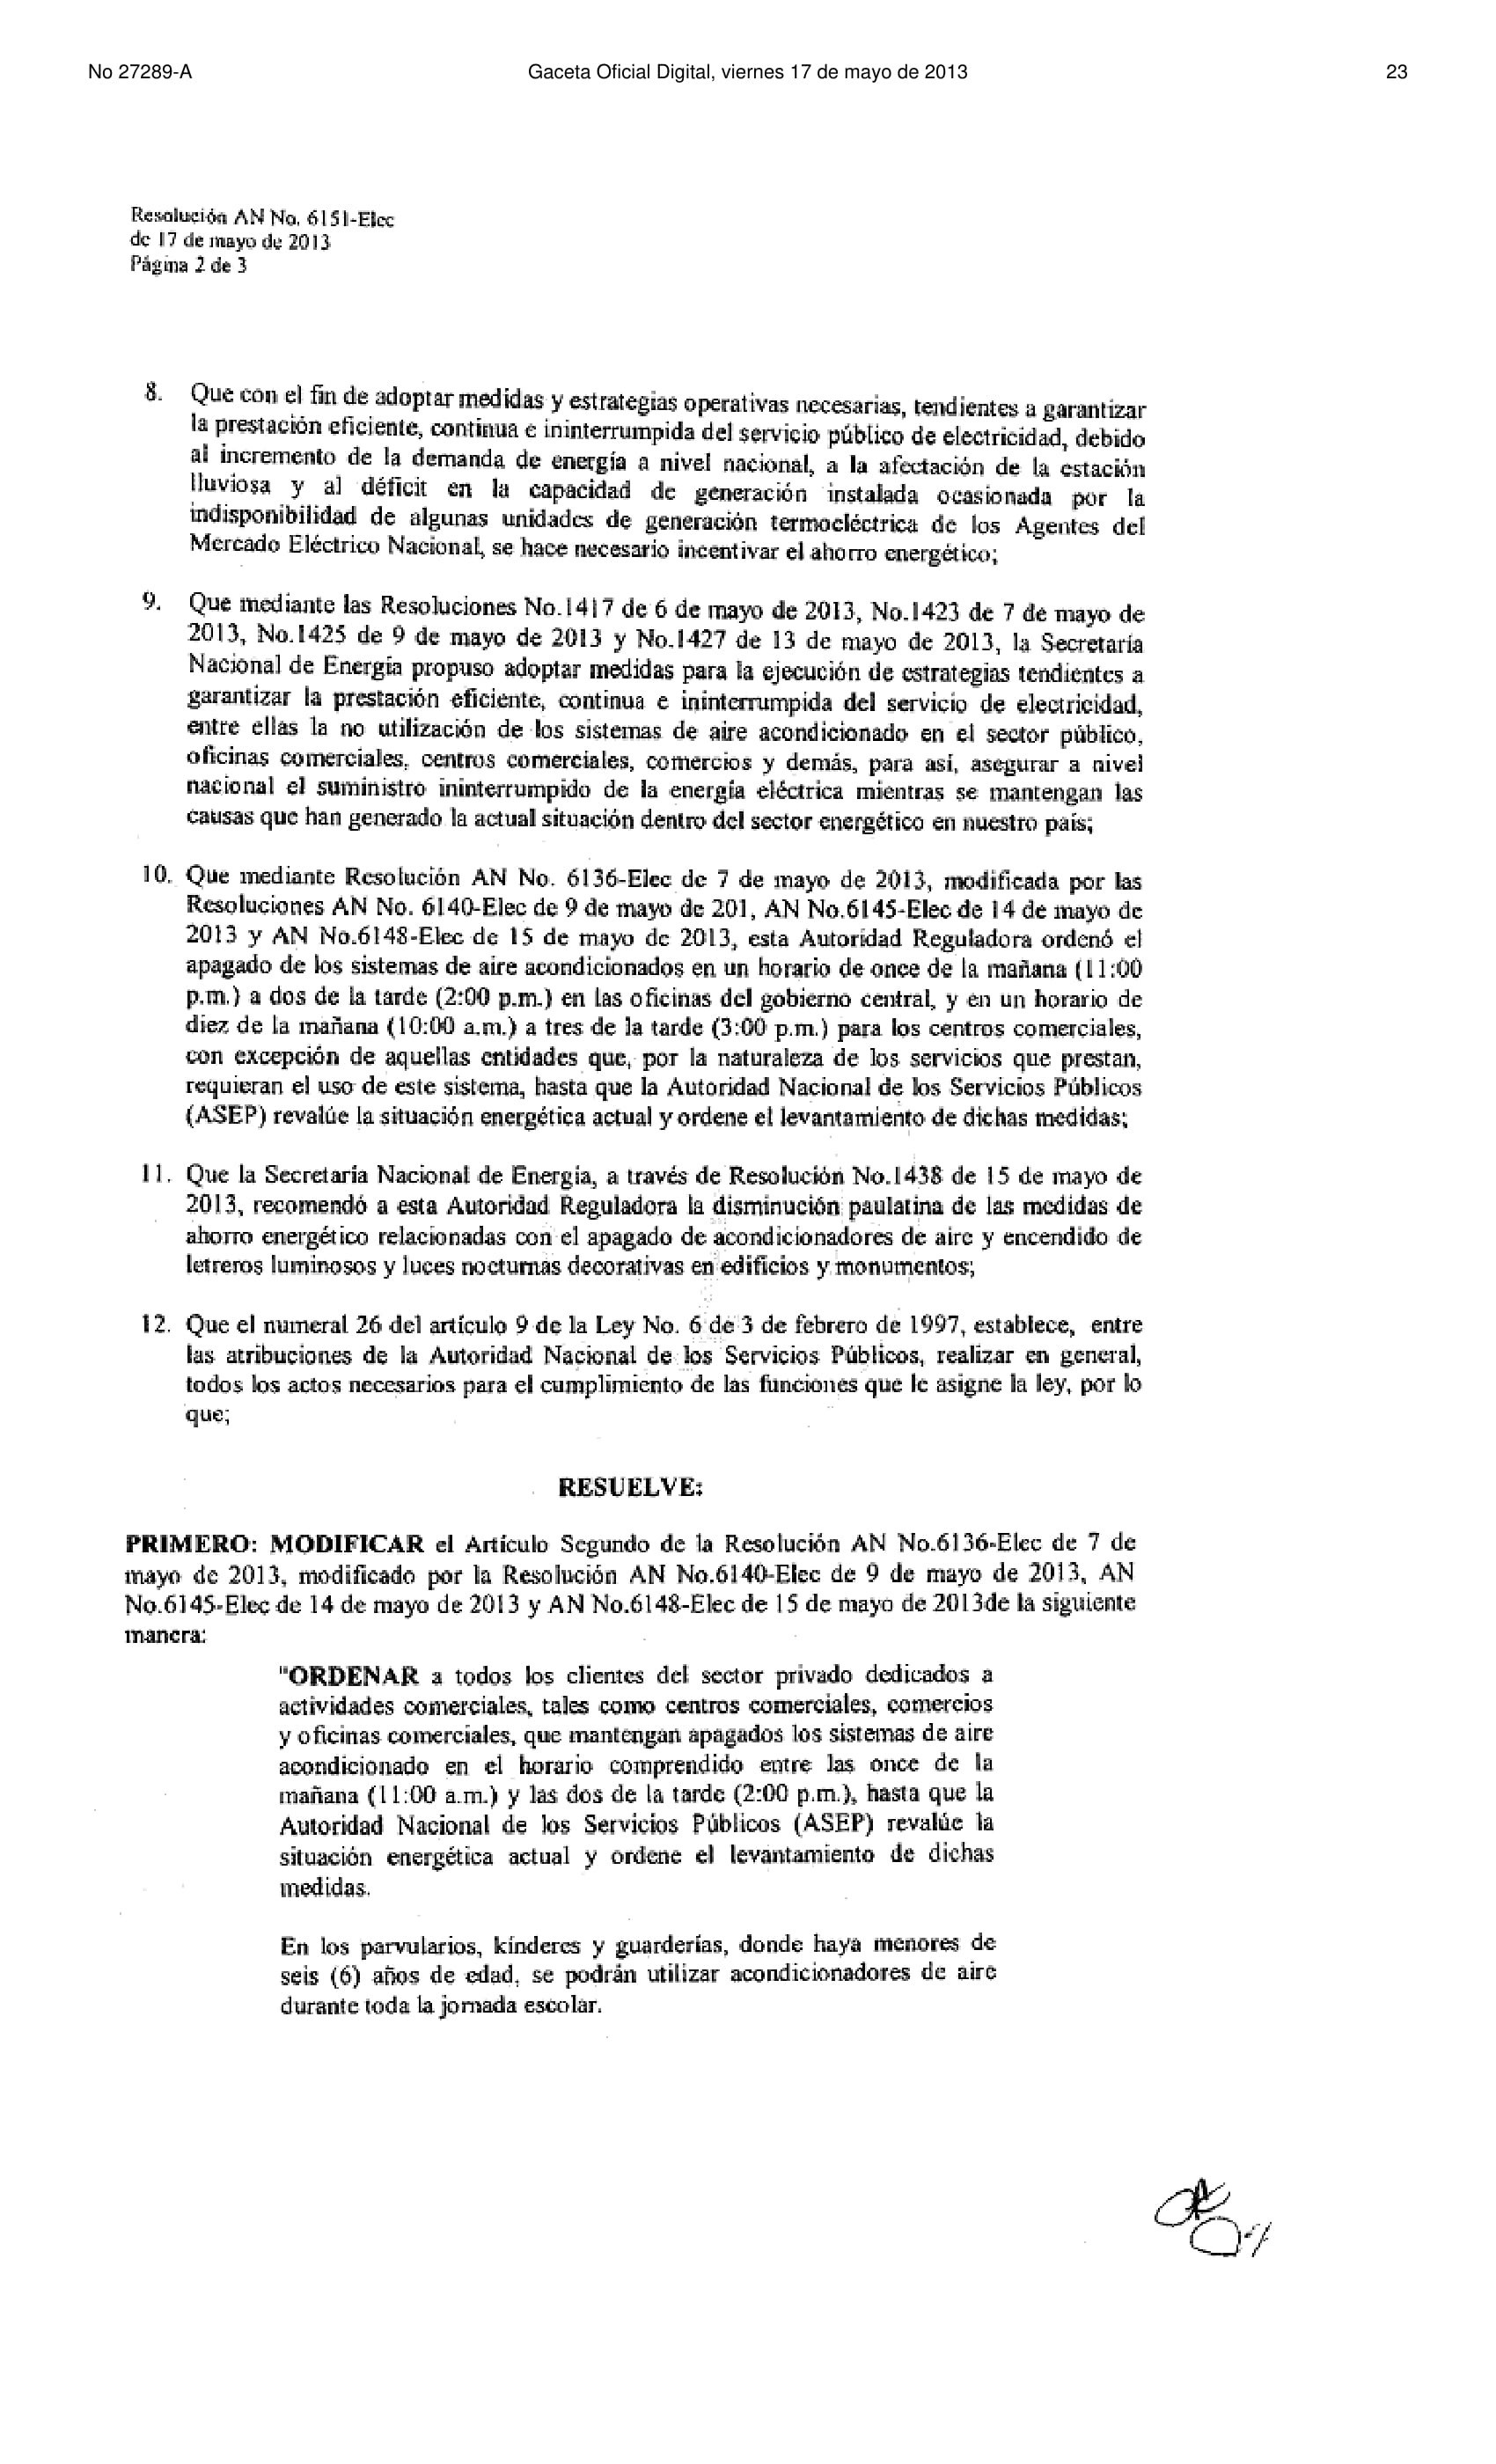 No 27289-A
Gaceta Oficial Digital, viernes 17 de mayo de 2013
23
Resolución AN No. 6151-Elec
de 17 de mayo de 2013
Página 2 de 3
8. Que con el fin de adoptar medidas y estrategias operativas necesarias, tendientes a garantizar
la prestación eficiente, continua e ininterrumpida del servicio público de electricidad, debido
al incremento de la demanda de energía a nivel nacional, a la afectación de la estación
lluviosa y al déficit en la capacidad de generación instalada ocasionada por la
indisponibilidad de algunas unidades de generación termoeléctrica de los Agentes del
Mercado Eléctrico Nacional, se hace necesario incentivar el ahorro energético;
9. Que mediante las Resoluciones No.1417 de 6 de mayo de 2013, No.1423 de 7 de mayo de
2013, No.1425 de 9 de mayo de 2013 y No.1427 de 13 de mayo de 2013, la Secretaría
Nacional de Energía propuso adoptar medidas para la ejecución de estrategias tendientes a
garantizar la prestación eficiente, continua e ininterrumpida del servicio de electricidad,
entre ellas la no utilización de los sistemas de aire acondicionado en el sector público,
oficinas comerciales, centros comerciales, comercios y demás, para así, asegurar a nivel
nacional el suministro ininterrumpido de la energía eléctrica mientras se mantengan las
causas que han generado la actual situación dentro del sector energético en nuestro país;
10. Que mediante Resolución AN No. 6136-Elec de 7 de mayo de 2013, modificada por las
Resoluciones AN No. 6140-Elec de 9 de mayo de 201, AN No.6145-Elec de 14 de mayo de
2013 y AN No.6148-Elec de 15 de mayo de 2013, esta Autoridad Reguladora ordenó el
apagado de los sistemas de aire acondicionados en un horario de once de la mañana (11:00
p.m.) a dos de la tarde (2:00 p.m.) en las oficinas del gobierno central, y en un horario de
diez de la mañana (10:00 a.m.) a tres de la tarde (3:00 p.m.) para los centros comerciales,
con excepción de aquellas entidades que, por la naturaleza de los servicios que prestan,
requieran el uso de este sistema, hasta que la Autoridad Nacional de los Servicios Públicos
(ASEP) revalúe la situación energética actual y ordene el levantamiento de dichas medidas;
11. Que la Secretaría Nacional de Energía, a través de Resolución No.1438 de 15 de mayo de
2013, recomendó a esta Autoridad Reguladora la disminución paulatina de las medidas de
ahorro energético relacionadas con el apagado de acondicionadores de aire y encendido de
letreros luminosos y luces nocturnas decorativas en edificios y monumentos;
12. Que el numeral 26 del artículo 9 de la Ley No. 6 de 3 de febrero de 1997, establece, entre
las atribuciones de la Autoridad Nacional de los Servicios Públicos, realizar en general,
todos los actos necesarios para el cumplimiento de las funciones que le asigne la ley, por lo
que;
RESUELVE:
PRIMERO: MODIFICAR el Artículo Segundo de la Resolución AN No.6136-Elec de 7 de
mayo de 2013, modificado por la Resolución AN No.6140-Elec de 9 de mayo de 2013, AN
No.6145-Elec de 14 de mayo de 2013 y AN No.6148-Elec de 15 de mayo de 2013de la siguiente
manera:
"ORDENAR a todos los clientes del sector privado dedicados a
actividades comerciales, tales como centros comerciales, comercios
y oficinas comerciales, que mantengan apagados los sistemas de aire
acondicionado en el horario comprendido entre las once de la
mañana (11:00 a.m.) y las dos de la tarde (2:00 p.m.), hasta que la
Autoridad Nacional de los Servicios Públicos (ASEP) revalúe la
situación energética actual y ordene el levantamiento de dichas
medidas.
En los parvularios, kínderes y guarderías, donde haya menores de
seis (6) años de edad, se podrán utilizar acondicionadores de aire
durante toda la jornada escolar.